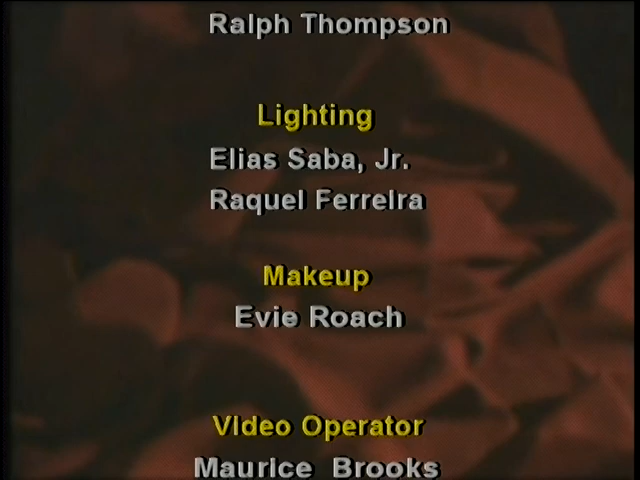 Ralph Thompson
Lighting
Elias Saba, Jr.
Raquel Ferreira
Makeup
Evie Roach
Video Operator
Maurice Brooks